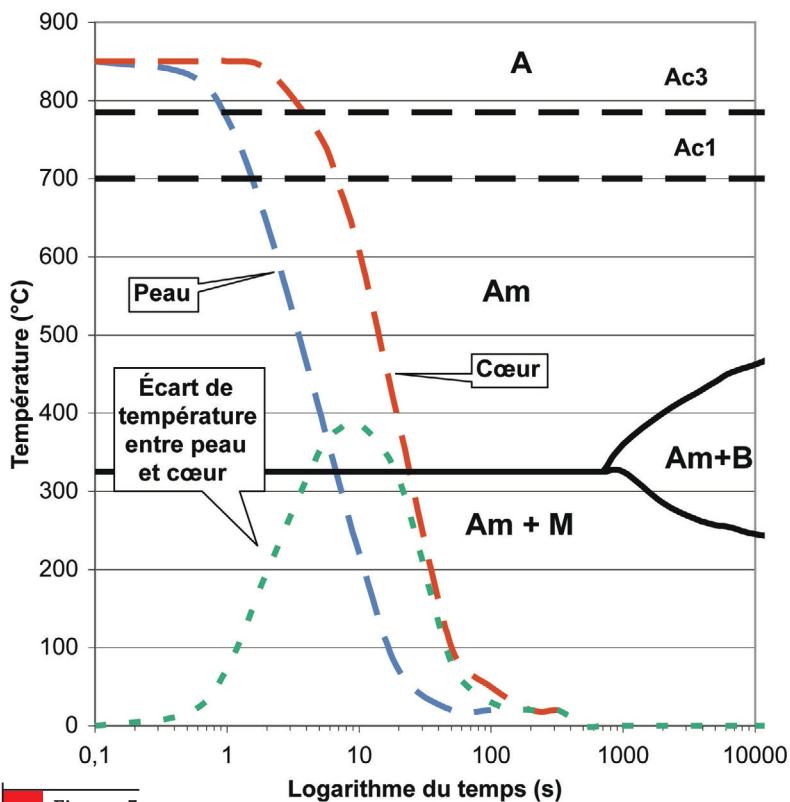 900
800
700
600
500
400
300
200
100
0
Température (°C)
A
Ac3
Ac1
Am
Peau
Cœur
Écart de
température
entre peau
et cœur
Am+B
Am + M
0,1
1
10
100
1000
10000
Logarithme du temps (s)